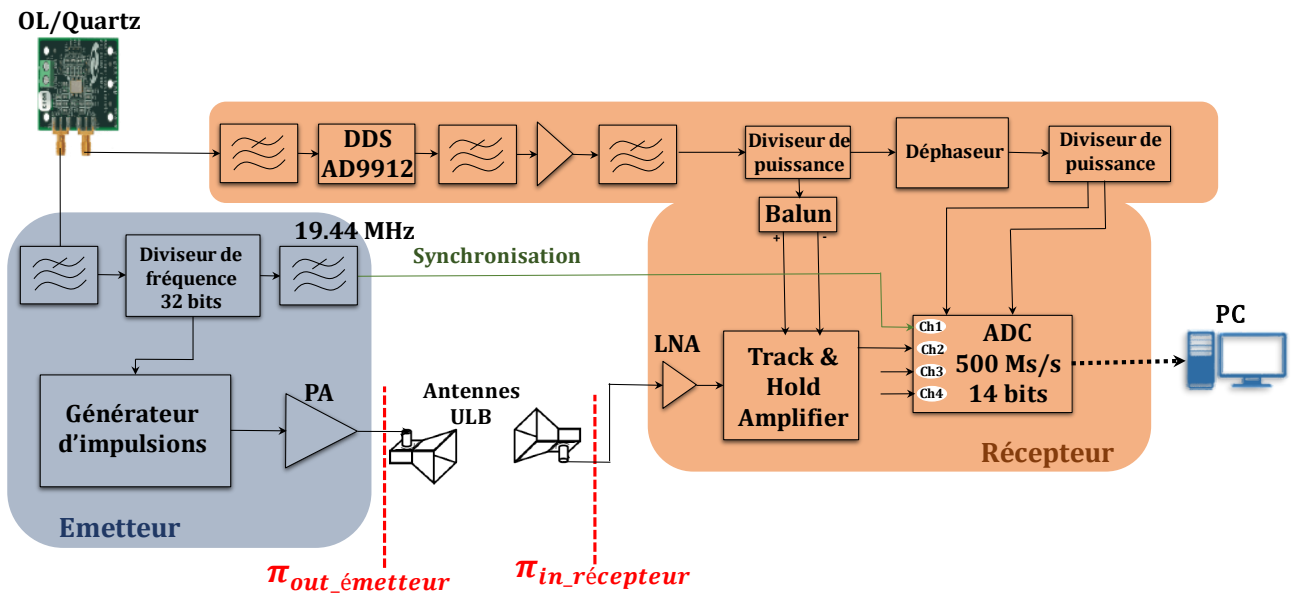 OL/Quartz
DDS
AD9912
Diviseur de
puissance
Déphaseur
Diviseur de
puissance
Balun
+
-
19.44 MHz
Synchronisation
Diviseur de
fréquence
32 bits
Générateur
d'impulsions
PA
Antennes
ULB
LNA
Track &
Hold
Amplifier
Ch1
Ch2
Ch3
Ch4
ADC
500 Ms/s
14 bits
PC
Récepteur
Emetteur
π_out_émetteur
π_in_récepteur